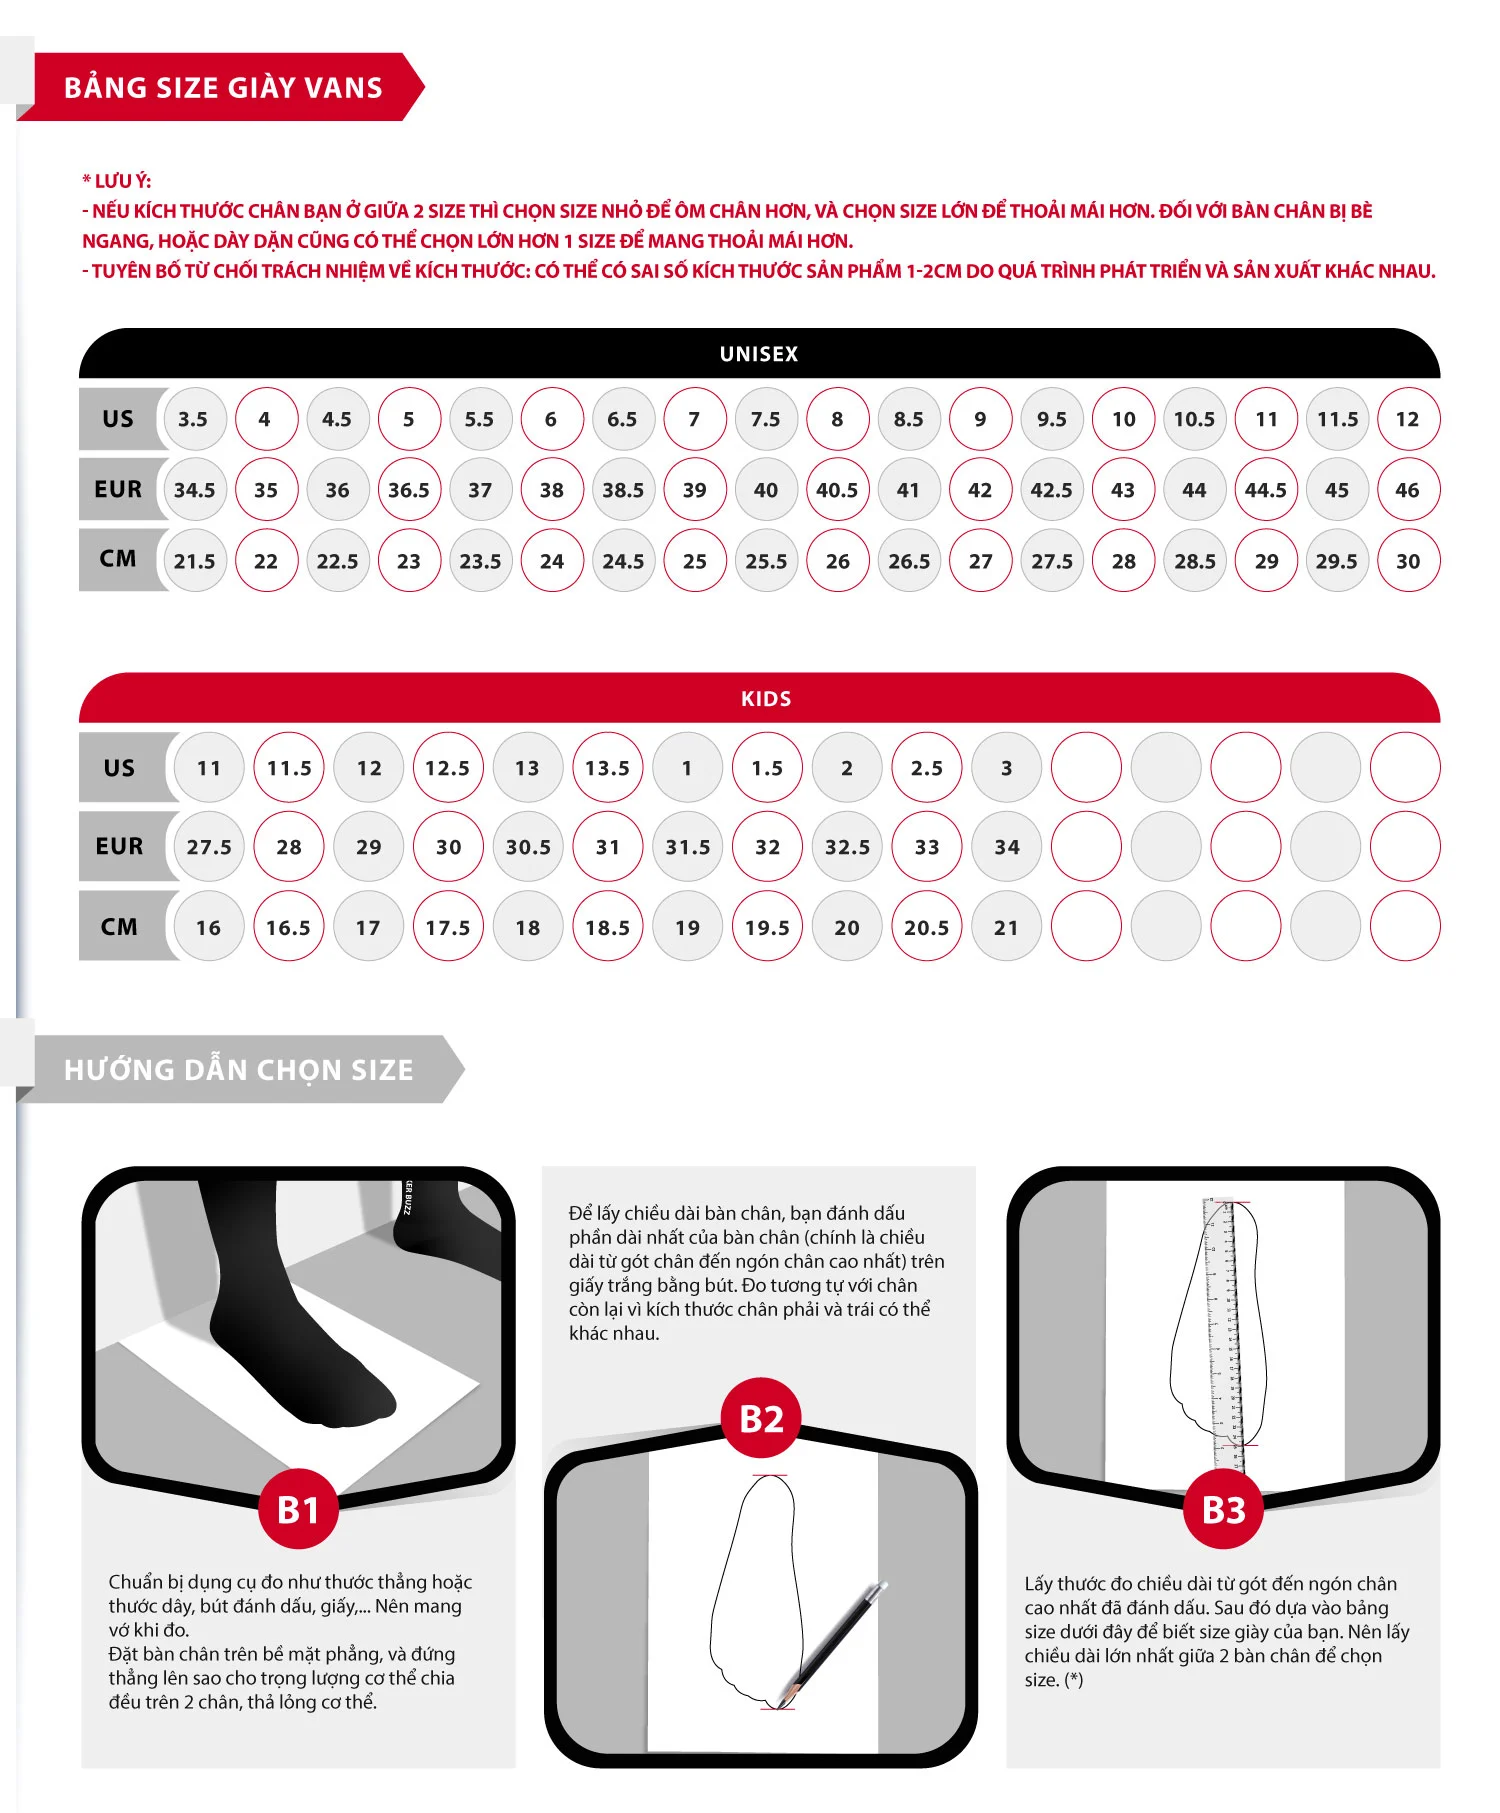 BẢNG SIZE GIÀY VANS
* LƯU Ý:
- NẾU KÍCH THƯỚC CHÂN BẠN Ở GIỮA 2 SIZE THÌ CHỌN SIZE NHỎ ĐỂ ÔM CHÂN HƠN, VÀ CHỌN SIZE LỚN ĐỂ THOẢI MÁI HƠN. ĐỐI VỚI BÀN CHÂN BỊ BÈ
NGANG, HOẶC DÀY DẶN CŨNG CÓ THỂ CHỌN LỚN HƠN 1 SIZE ĐỂ MANG THOẢI MÁI HƠN.
- TUYÊN BỐ TỪ CHỐI TRÁCH NHIỆM VỀ KÍCH THƯỚC: CÓ THỂ CÓ SAI SỐ KÍCH THƯỚC SẢN PHẨM 1-2CM DO QUÁ TRÌNH PHÁT TRIỂN VÀ SẢN XUẤT KHÁC NHAU.
UNISEX
US 3.5 4 4.5 5 5.5 6 6.5 7 7.5 8 8.5 9 9.5 10 10.5 11 11.5 12
EUR 34.5 35 36 36.5 37 38 38.5 39 40 40.5 41 42 42.5 43 44 44.5 45 46
CM 21.5 22 22.5 23 23.5 24 24.5 25 25.5 26 26.5 27 27.5 28 28.5 29 29.5 30
KIDS
US 11 11.5 12 12.5 13 13.5 1 1.5 2 2.5 3
EUR 27.5 28 29 30 30.5 31 31.5 32 32.5 33 34
CM 16 16.5 17 17.5 18 18.5 19 19.5 20 20.5 21
HƯỚNG DẪN CHỌN SIZE
B1
Chuẩn bị dụng cụ đo như thước thẳng hoặc
thước dây, bút đánh dấu, giấy,... Nên mang
vớ khi đo.
Đặt bàn chân trên bề mặt phẳng, và đứng
thẳng lên sao cho trọng lượng cơ thể chia
đều trên 2 chân, thả lỏng cơ thể.
Để lấy chiều dài bàn chân, bạn đánh dấu
phần dài nhất của bàn chân (chính là chiều
dài từ gót chân đến ngón chân cao nhất) trên
giấy trắng bằng bút. Đo tương tự với chân
còn lại vì kích thước chân phải và trái có thể
khác nhau.
B2
B3
Lấy thước đo chiều dài từ gót đến ngón chân
cao nhất đã đánh dấu. Sau đó dựa vào bảng
size dưới đây để biết size giày của bạn. Nên lấy
chiều dài lớn nhất giữa 2 bàn chân để chọn
size. (*)